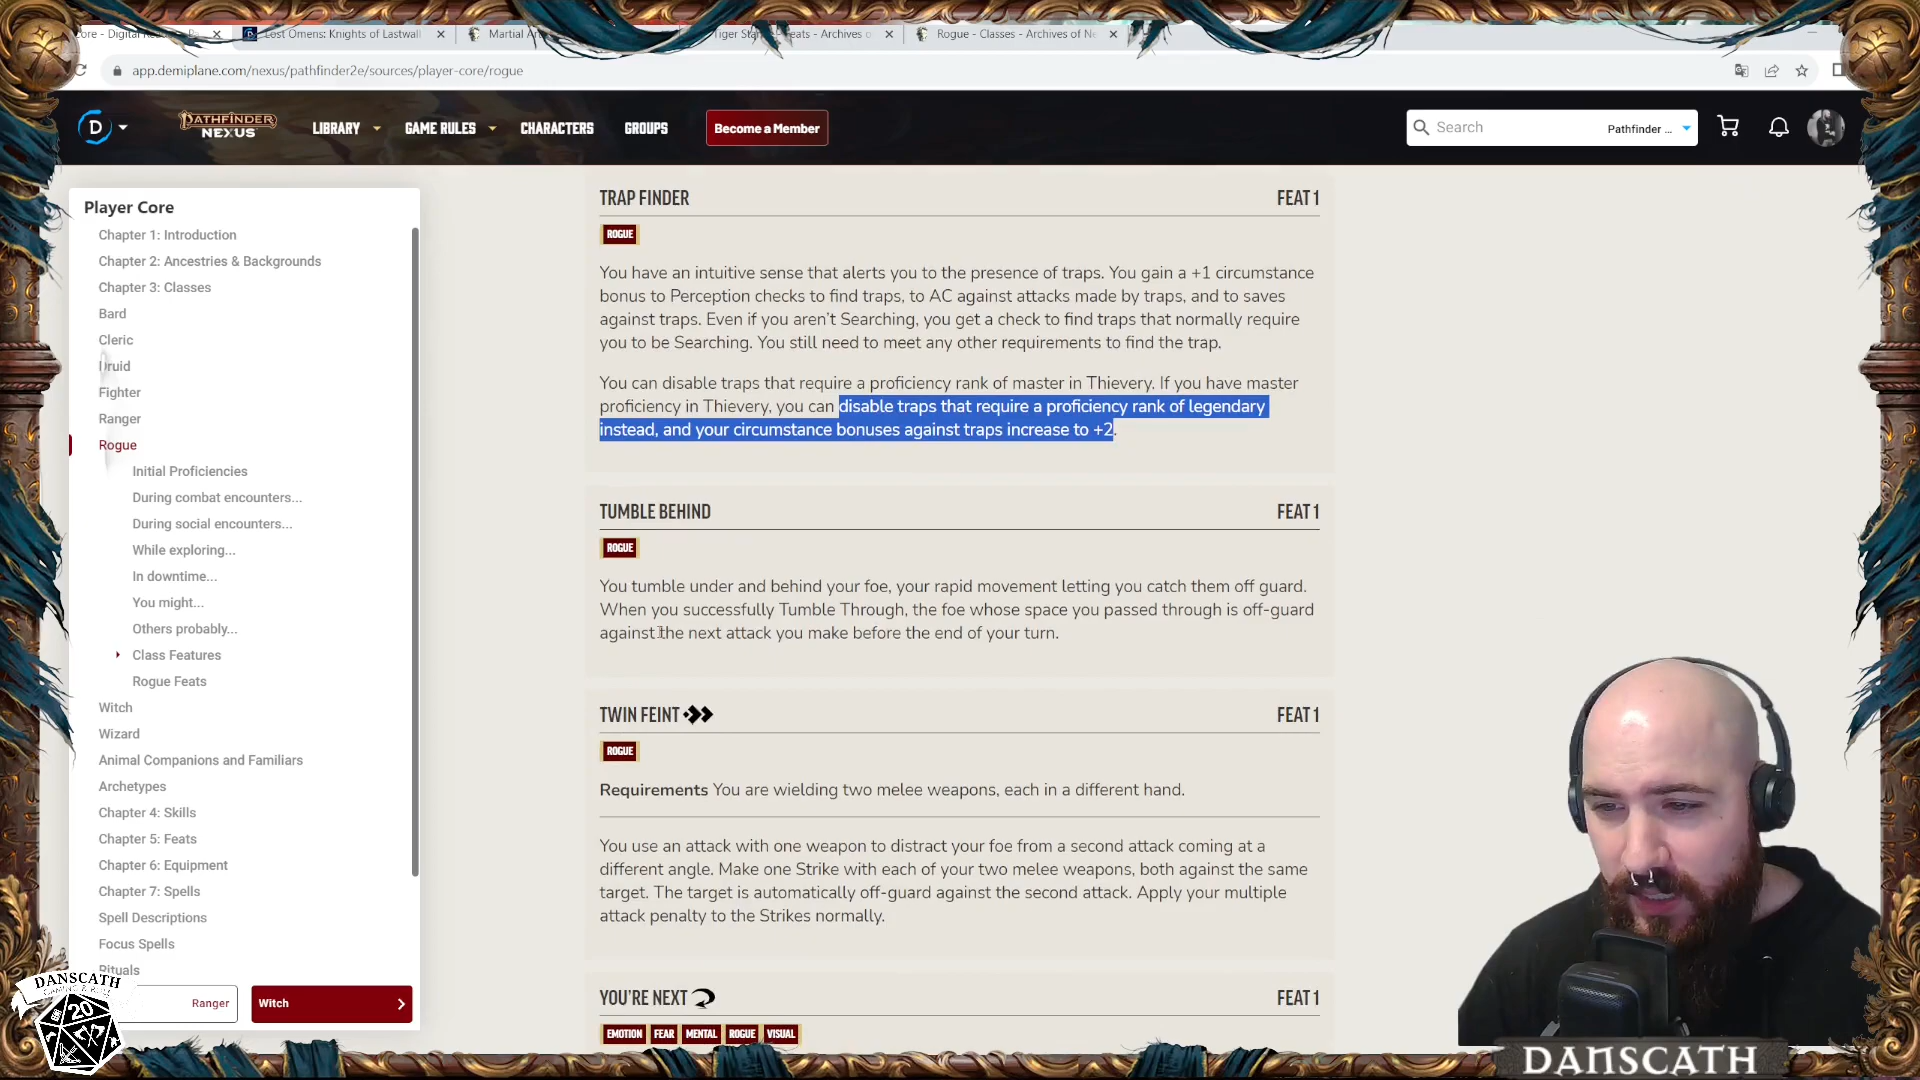 Core - Digital Rea
Lost Omens: Knights of Lastwall
Martial Ar
Tiger Sta
eats - Archives o
Rogue - Classes - Archives of Ne
app.demiplane.com/nexus/pathfinder2e/sources/player-core/rogue
D
PATHFINDER
NEXUS
LIBRARY
GAME RULES
CHARACTERS
GROUPS
Become a Member
Search
Pathfinder ...
Player Core
Chapter 1: Introduction
Chapter 2: Ancestries & Backgrounds
Chapter 3: Classes
Bard
Cleric
Druid
Fighter
Ranger
Rogue
Initial Proficiencies
During combat encounters...
During social encounters...
While exploring...
In downtime...
You might...
Others probably...
Class Features
Rogue Feats
Witch
Wizard
Animal Companions and Familiars
Archetypes
Chapter 4: Skills
Chapter 5: Feats
Chapter 6: Equipment
Chapter 7: Spells
Spell Descriptions
Focus Spells
Rituals
Ranger
Witch
TRAP FINDER
FEAT 1
ROGUE
You have an intuitive sense that alerts you to the presence of traps. You gain a +1 circumstance
bonus to Perception checks to find traps, to AC against attacks made by traps, and to saves
against traps. Even if you aren't Searching, you get a check to find traps that normally require
you to be Searching. You still need to meet any other requirements to find the trap.
You can disable traps that require a proficiency rank of master in Thievery. If you have master
proficiency in Thievery, you can disable traps that require a proficiency rank of legendary
instead, and your circumstance bonuses against traps increase to +2.
TUMBLE BEHIND
FEAT 1
ROGUE
You tumble under and behind your foe, your rapid movement letting you catch them off guard.
When you successfully Tumble Through, the foe whose space you passed through is off-guard
against the next attack you make before the end of your turn.
TWIN FEINT
FEAT 1
ROGUE
Requirements You are wielding two melee weapons, each in a different hand.
You use an attack with one weapon to distract your foe from a second attack coming at a
different angle. Make one Strike with each of your two melee weapons, both against the same
target. The target is automatically off-guard against the second attack. Apply your multiple
attack penalty to the Strikes normally.
YOU'RE NEXT
FEAT 1
EMOTION FEAR MENTAL ROGUE VISUAL
DANSCATH
20
DANSCATH